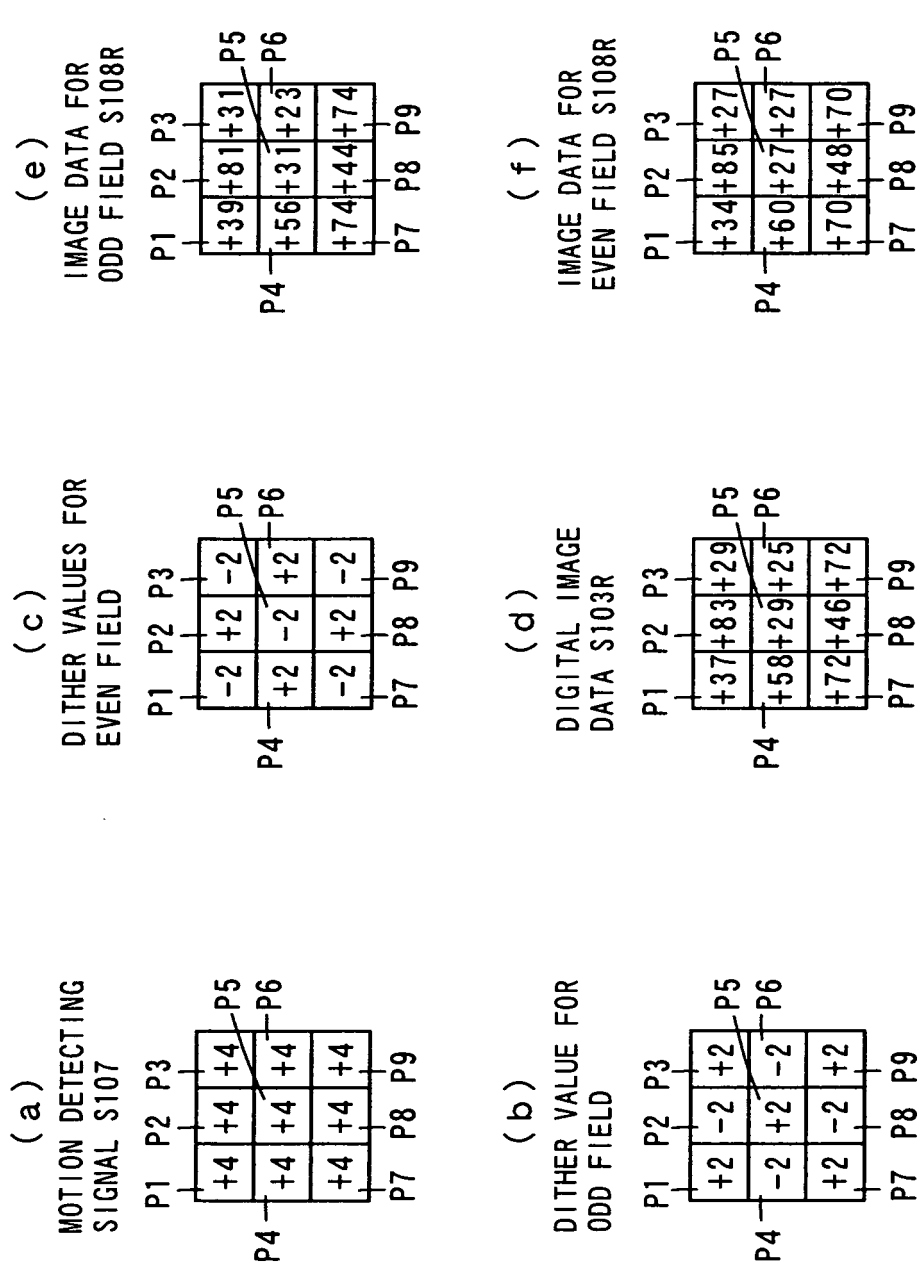 (a)
MOTION DETECTING
SIGNAL S107
P1 P2 P3
+4 +4 +4 P5
P4 +4 +4 +4 P6
+4 +4 +4
P7 P8 P9
(b)
DITHER VALUE FOR
ODD FIELD
P1 P2 P3
+2 -2 +2 P5
P4 -2 +2 -2 P6
+2 -2 +2
P7 P8 P9
(c)
DITHER VALUES FOR
EVEN FIELD
P1 P2 P3
-2 +2 -2 P5
P4 +2 -2 +2 P6
-2 +2 -2
P7 P8 P9
(d)
DIGITAL IMAGE
DATA S103R
P1 P2 P3
+37 +83 +29 P5
P4 +58 +29 +25 P6
+72 +46 +72
P7 P8 P9
(e)
IMAGE DATA FOR
ODD FIELD S108R
P1 P2 P3
+39 +81 +31 P5
P4 +56 +31 +23 P6
+74 +44 +74
P7 P8 P9
(f)
IMAGE DATA FOR
EVEN FIELD S108R
P1 P2 P3
+34 +85 +27 P5
P4 +60 +27 +27 P6
+70 +48 +70
P7 P8 P9